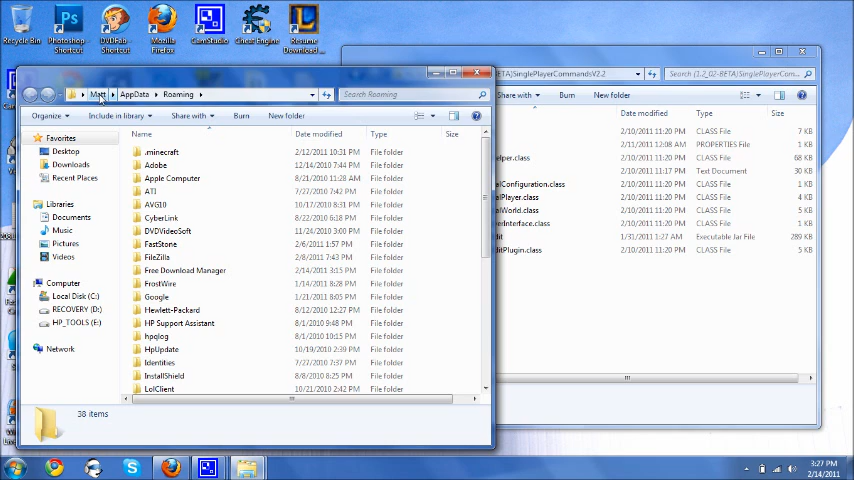 Recycle Bin
Photoshop - Shortcut
DVDFab - Shortcut
Mozilla Firefox
CamStudio
Cheat Engine
Resume Download...
Matt
AppData
Roaming
Search Roaming
Organize
Include in library
Share with
Burn
New folder
Favorites
Desktop
Downloads
Recent Places
Libraries
Documents
Music
Pictures
Videos
Computer
Local Disk (C:)
RECOVERY (D:)
HP_TOOLS (E:)
Network
Name Date modified Type Size
.minecraft 2/12/2011 10:31 PM File folder
Adobe 12/14/2010 7:44 PM File folder
Apple Computer 8/21/2010 11:28 AM File folder
ATI 7/27/2010 7:42 PM File folder
AVG10 10/17/2010 8:31 PM File folder
CyberLink 8/22/2010 6:18 PM File folder
DVDVideoSoft 11/24/2010 3:00 PM File folder
FastStone 2/6/2011 1:57 PM File folder
FileZilla 2/8/2011 7:43 PM File folder
Free Download Manager 2/14/2011 3:15 PM File folder
FrostWire 1/14/2011 8:28 PM File folder
Google 1/21/2011 8:05 PM File folder
Hewlett-Packard 8/12/2010 12:27 PM File folder
HP Support Assistant 8/1/2010 9:48 PM File folder
hpqlog 8/1/2010 10:15 PM File folder
HpUpdate 10/19/2010 2:39 PM File folder
Identities 7/27/2010 7:37 PM File folder
InstallShield 8/8/2010 8:25 PM File folder
LolClient 10/21/2010 2:42 PM File folder
38 items
-BETA)SinglePlayerCommandsV2.2
Search (1.2_02-BETA)SinglePlayerCom...
Share with
Burn
New folder
Date modified Type Size
2/10/2011 11:20 PM CLASS File 7 KB
2/11/2011 12:08 AM PROPERTIES File 1 KB
elper.class 2/10/2011 11:20 PM CLASS File 68 KB
2/10/2011 11:17 PM Text Document 30 KB
alConfiguration.class 2/10/2011 11:20 PM CLASS File 1 KB
alPlayer.class 2/10/2011 11:20 PM CLASS File 4 KB
alWorld.class 2/10/2011 11:20 PM CLASS File 5 KB
erInterface.class 2/10/2011 11:20 PM CLASS File 1 KB
dit 1/31/2011 1:27 AM Executable Jar File 289 KB
ditPlugin.class 2/10/2011 11:20 PM CLASS File 5 KB
3:27 PM
2/14/2011